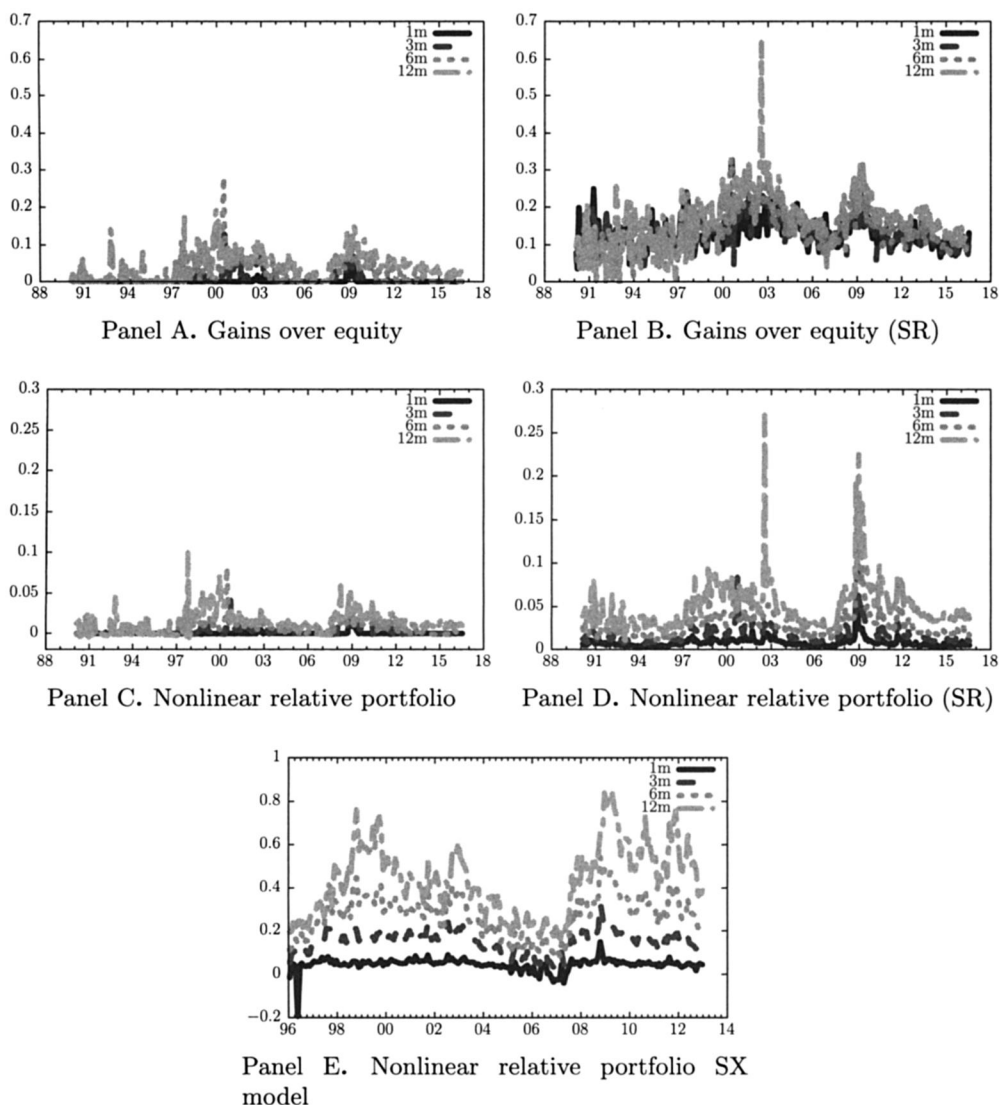 0.7
0.6
0.5
0.4
0.3
0.2
0.1
0
88 91 94 97 00 03 06 09 12 15 18
1m
3m
6m
12m
Panel A. Gains over equity
0.7
0.6
0.5
0.4
0.3
0.2
0.1
0
88 91 94 97 00 03 06 09 12 15 18
1m
3m
6m
12m
Panel B. Gains over equity (SR)
0.3
0.25
0.2
0.15
0.1
0.05
0
88 91 94 97 00 03 06 09 12 15 18
1m
3m
6m
12m
Panel C. Nonlinear relative portfolio
0.3
0.25
0.2
0.15
0.1
0.05
0
88 91 94 97 00 03 06 09 12 15 18
1m
3m
6m
12m
Panel D. Nonlinear relative portfolio (SR)
1
0.8
0.6
0.4
0.2
0
−0.2
96 98 00 02 04 06 08 10 12 14
1m
3m
6m
12m
Panel E. Nonlinear relative portfolio SX
model